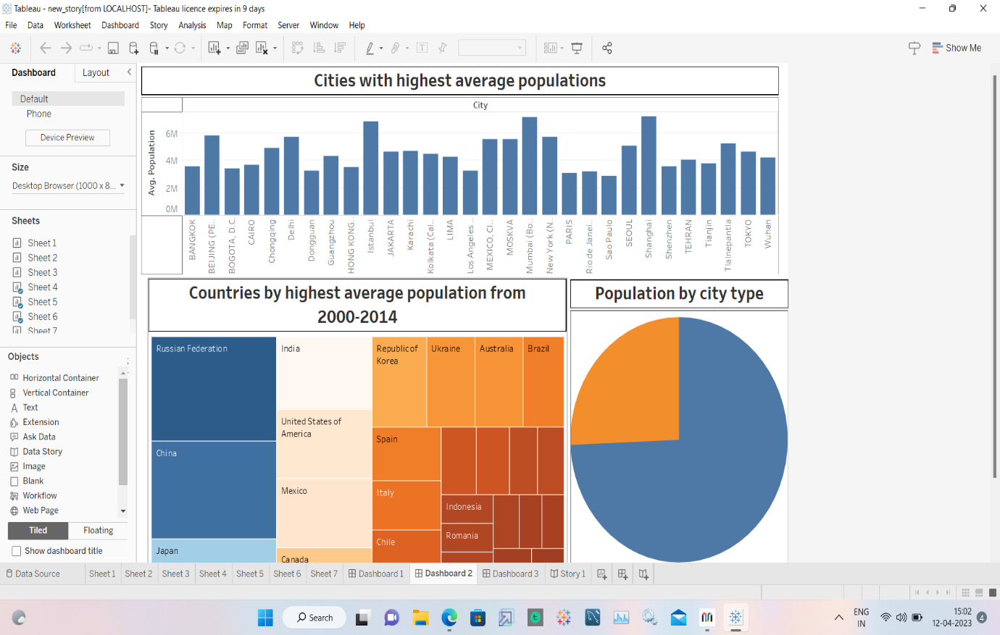 Tableau - new_story[from LOCALHOST]- Tableau licence expires in 9 days
File Data Worksheet Dashboard Story Analysis Map Format Server Window Help
Show Me
Dashboard Layout
Default
Phone
Device Preview
Size
Desktop Browser (1000 x 8...
Sheets
Sheet 1
Sheet 2
Sheet 3
Sheet 4
Sheet 5
Sheet 6
Sheet 7
Objects
Horizontal Container
Vertical Container
Text
Extension
Ask Data
Data Story
Image
Blank
Workflow
Web Page
Tiled Floating
Show dashboard title
Cities with highest average populations
City
Avg. Population
6M
4M
2M
0M
BANGKOK
BEIJING (PE..
BOGOTA, D.C.
CAIRO
Chongqing
Delhi
Dongguan
Guangzhou
HONG KONG..
Istanbul
JAKARTA
Karachi
Kolkata (Cal..
LIMA
Los Angeles ..
MEXICO, CI..
MOSKVA
Mumbai (Bo..
New York (N..
PARIS
Rio de Janei..
Sao Paulo
SEOUL
Shanghai
Shenzhen
TEHRAN
Tianjin
Tlalnepantla
TOKYO
Wuhan
Countries by highest average population from
2000-2014
Russian Federation
China
Japan
India
United States of
America
Mexico
Canada
Republic of
Korea
Ukraine
Australia
Brazil
Spain
Italy
Chile
Indonesia
Romania
Population by city type
Data Source Sheet 1 Sheet 2 Sheet 3 Sheet 4 Sheet 5 Sheet 6 Sheet 7 Dashboard 1 Dashboard 2 Dashboard 3 Story 1
Search
ENG
IN
15:02
12-04-2023
4